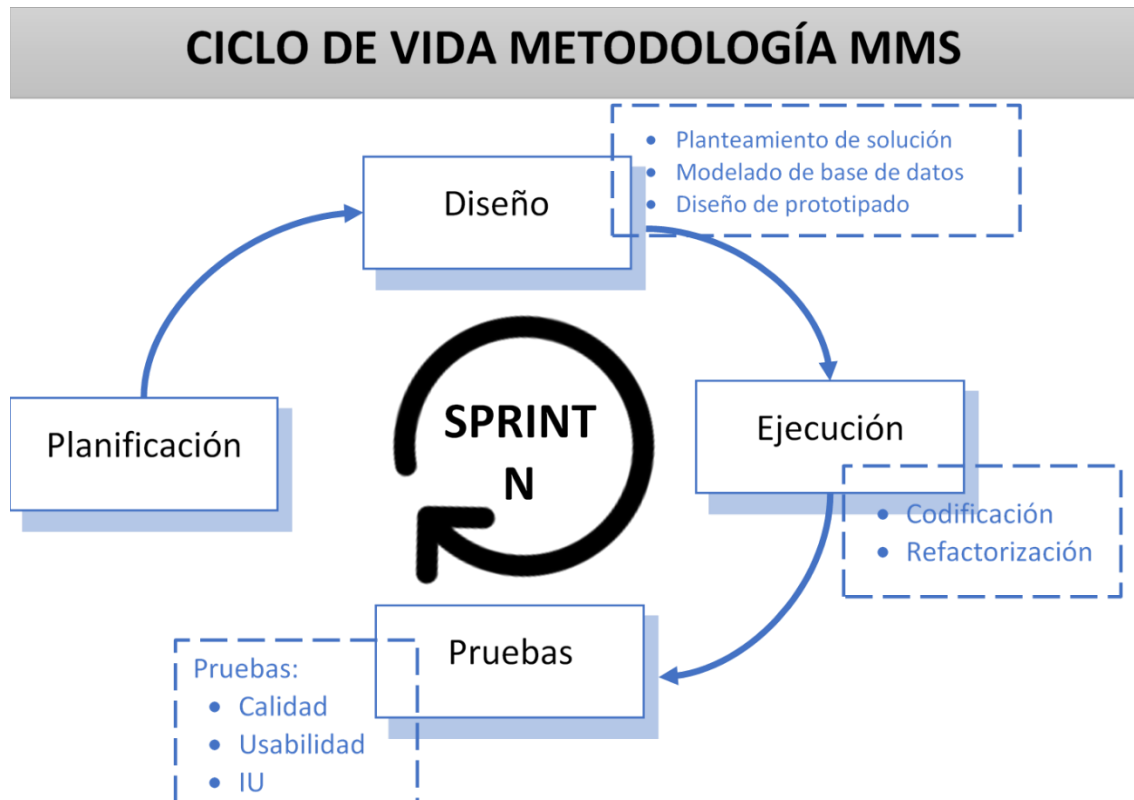 CICLO DE VIDA METODOLOGÍA MMS
Diseño
• Planteamiento de solución
• Modelado de base de datos
• Diseño de prototipado
Planificación
SPRINT
N
Ejecución
• Codificación
• Refactorización
Pruebas
Pruebas:
• Calidad
• Usabilidad
• IU